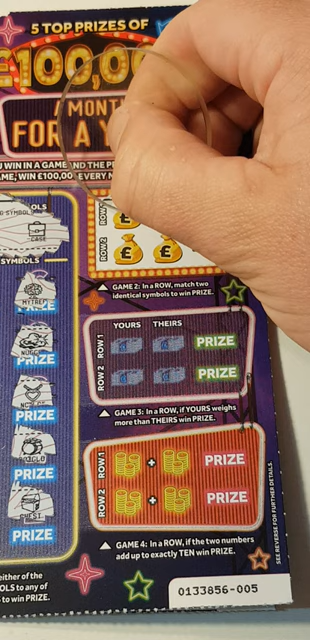 5 TOP PRIZES OF
£100,00
MONTH
FOR A Y
U WIN IN A GAME AND THE P
AME, WIN £100,00 EVERY
OLS
G SYMBOL
CASE
SYMBOLS
ROW 1
ROW 2
GAME 2: In a ROW, match two
identical symbols to win PRIZE.
YOURS THEIRS
ROW 1 PRIZE
ROW 2 PRIZE
GAME 3: In a ROW, if YOURS weighs
more than THEIRS win PRIZE.
ROW 1 + PRIZE
ROW 2 + PRIZE
GAME 4: In a ROW, if the two numbers
add up to exactly TEN win PRIZE.
PRIZE
PRIZE
PRIZE
CHEST
PRIZE
either of the
OLS to any of
to win PRIZE.
SEE REVERSE FOR FURTHER DETAILS.
0133856-005